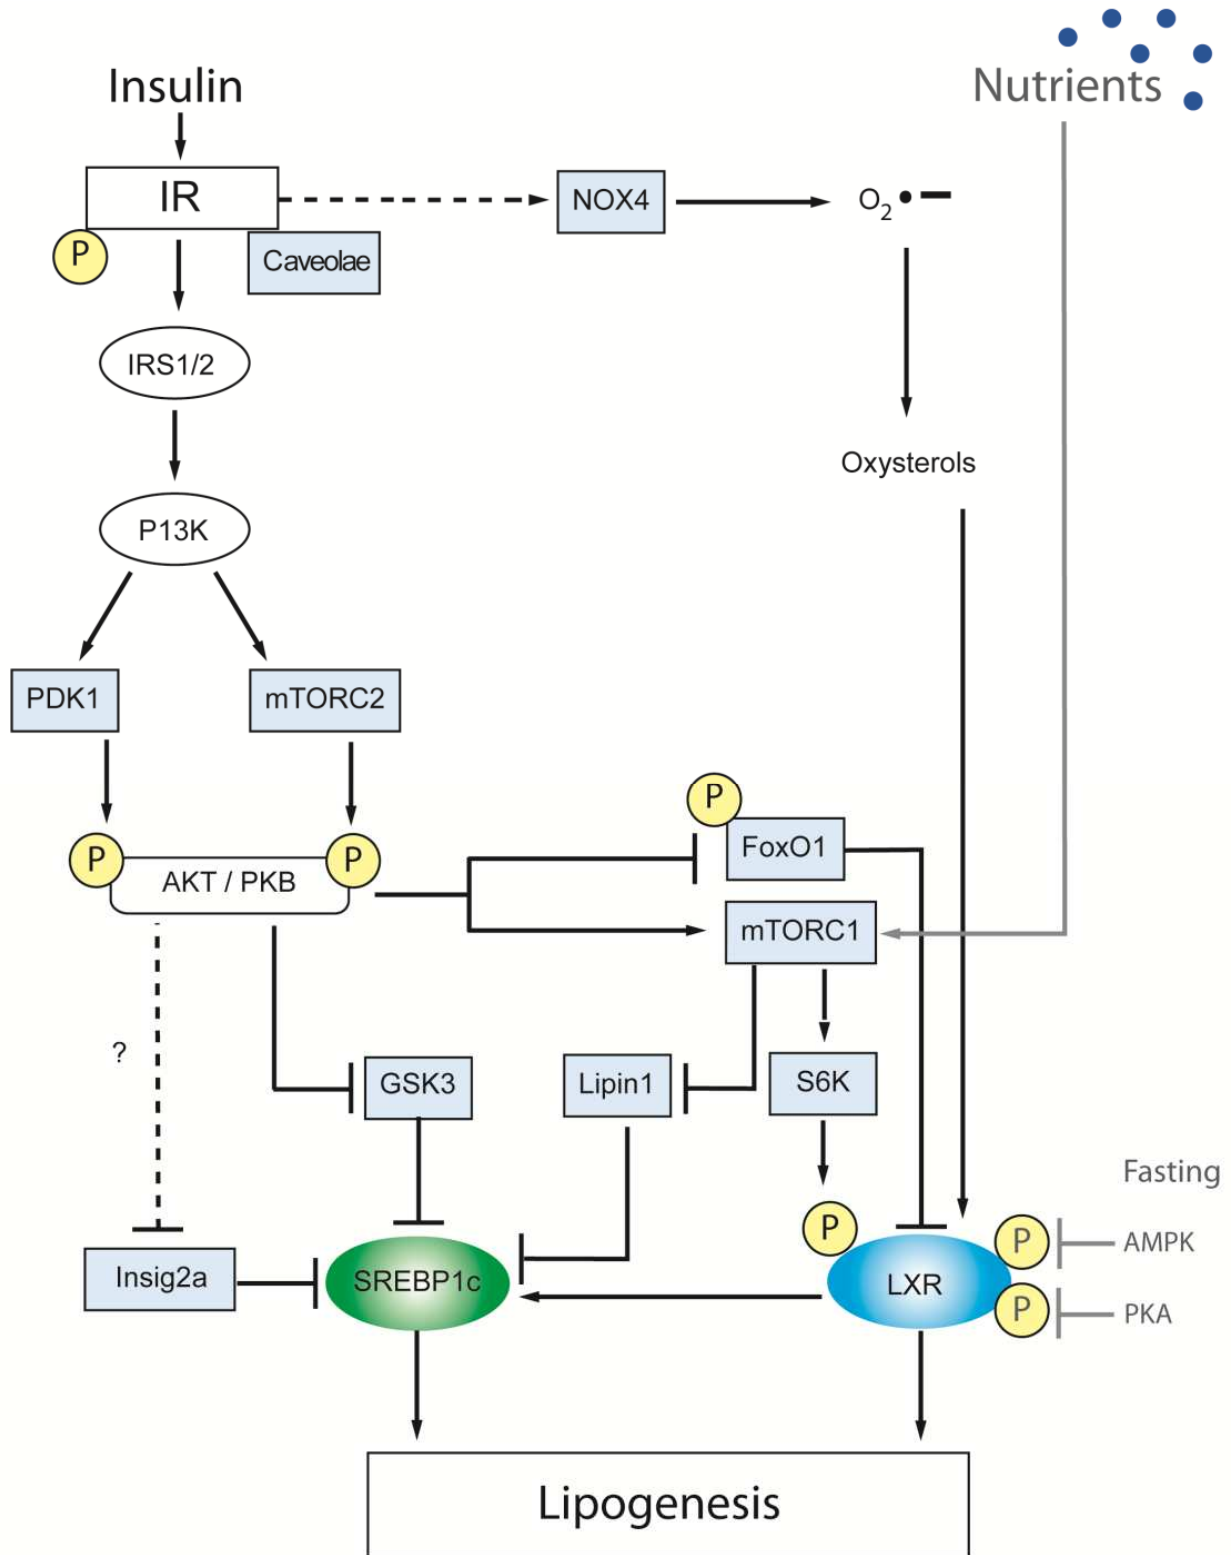 Insulin
Nutrients
IR
NOX4
O2•−
P
Caveolae
IRS1/2
Oxysterols
P13K
PDK1
mTORC2
P
FoxO1
P
P
AKT / PKB
mTORC1
?
GSK3
Lipin1
S6K
Fasting
P
P
AMPK
Insig2a
SREBP1c
LXR
P
PKA
Lipogenesis